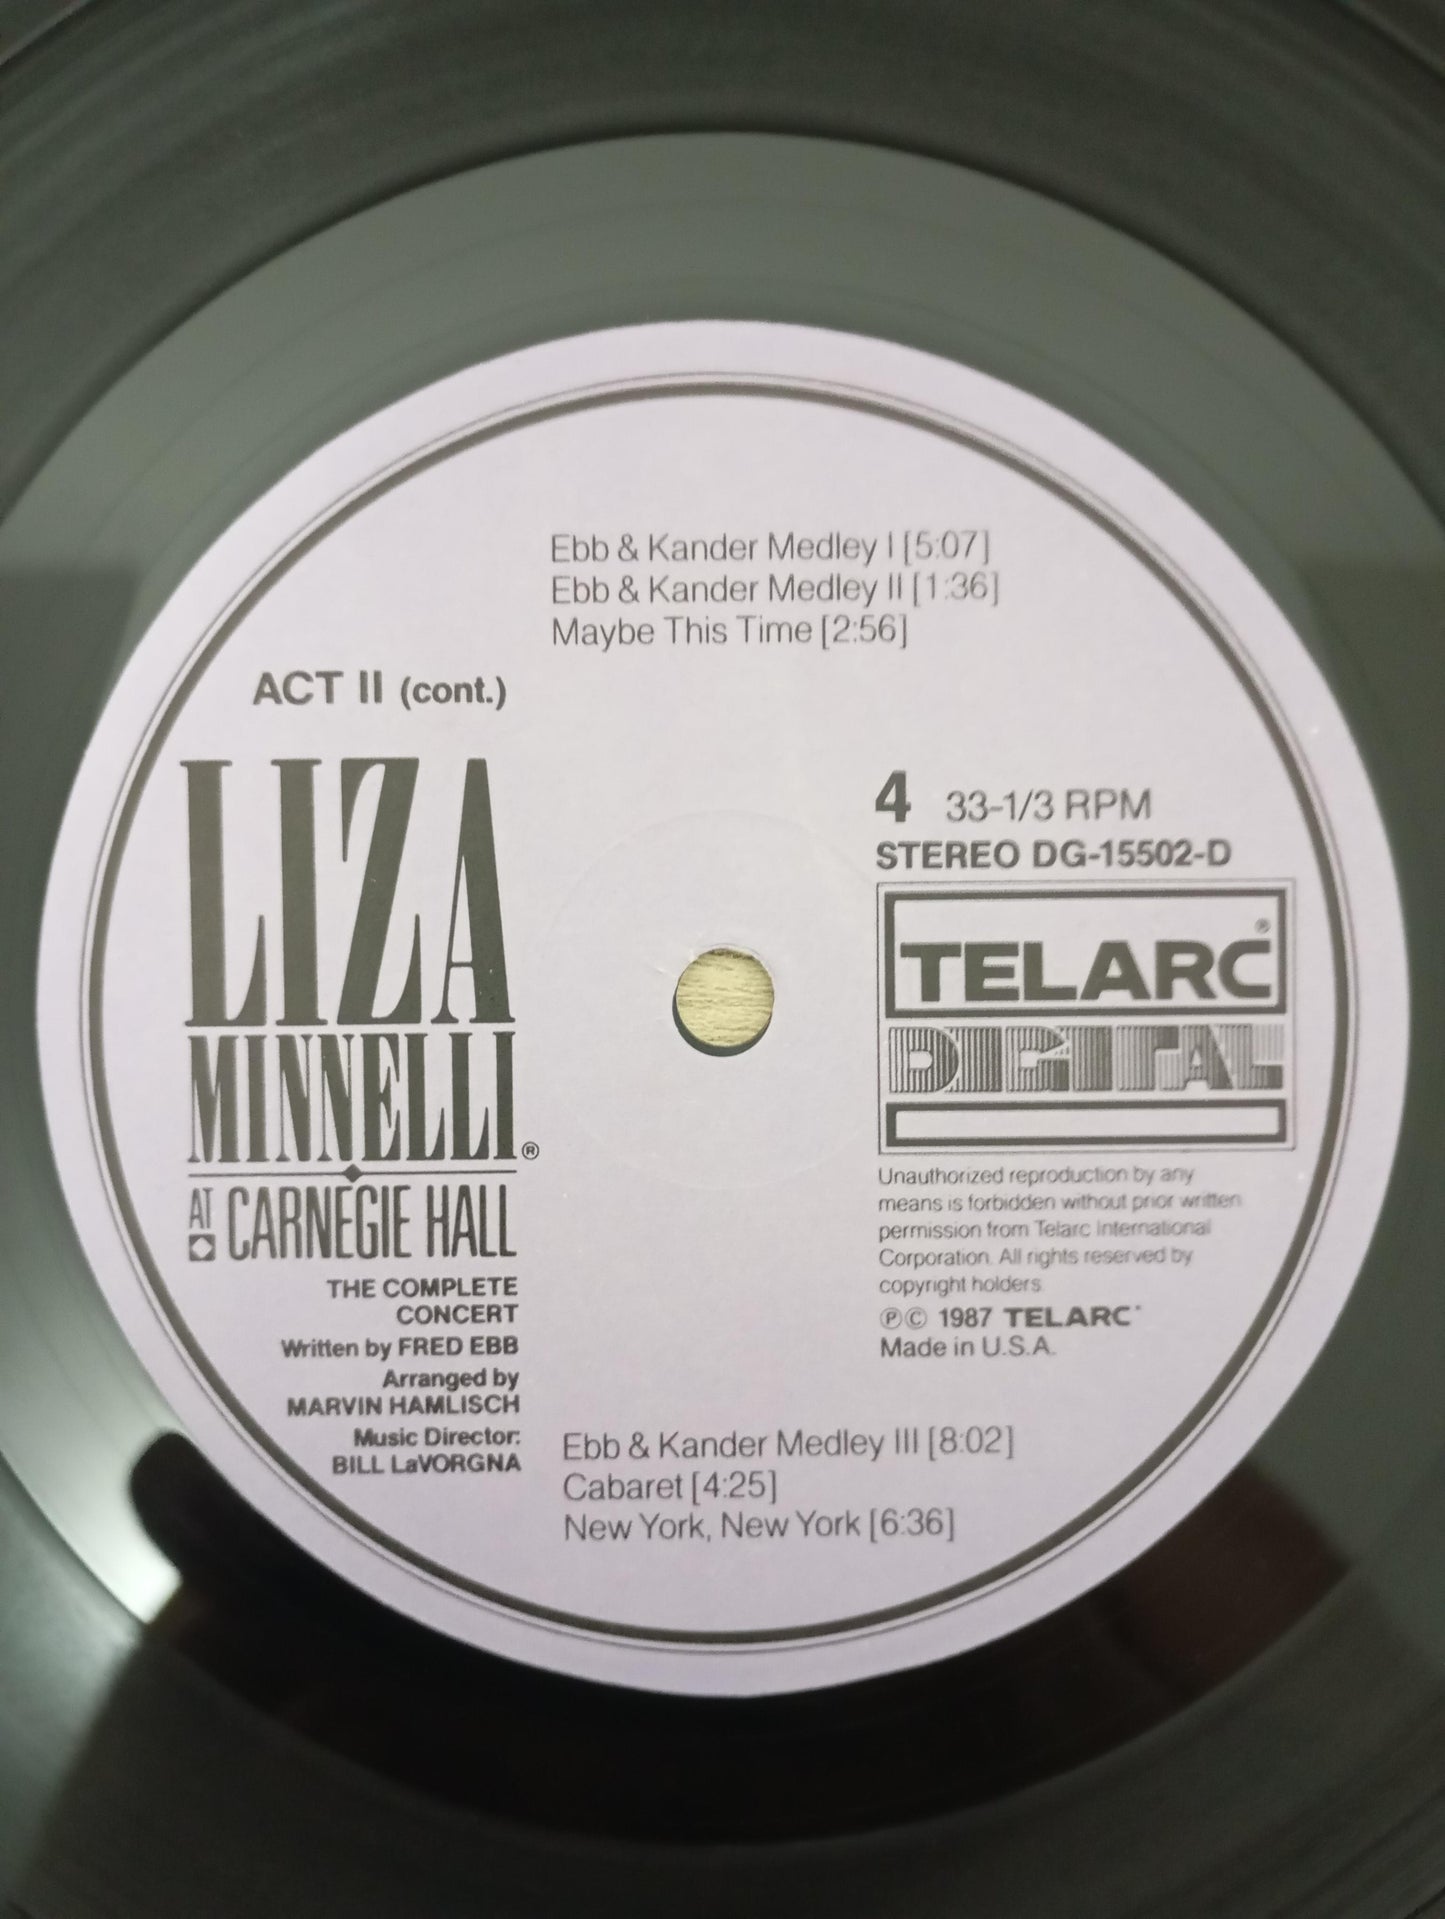 Ebb & Kander Medley I [5:07]
Ebb & Kander Medley II [1:36]
Maybe This Time [2:56]
ACT II (cont.)
LIZA
MINNELLI®
AT CARNEGIE HALL
THE COMPLETE
CONCERT
Written by FRED EBB
Arranged by
MARVIN HAMLISCH
Music Director:
BILL LaVORGNA
4 33-1/3 RPM
STEREO DG-15502-D
TELARC®
DIGITAL
Unauthorized reproduction by any
means is forbidden without prior written
permission from Telarc International
Corporation. All rights reserved by
copyright holders.
℗© 1987 TELARC®
Made in U.S.A.
Ebb & Kander Medley III [8:02]
Cabaret [4:25]
New York, New York [6:36]